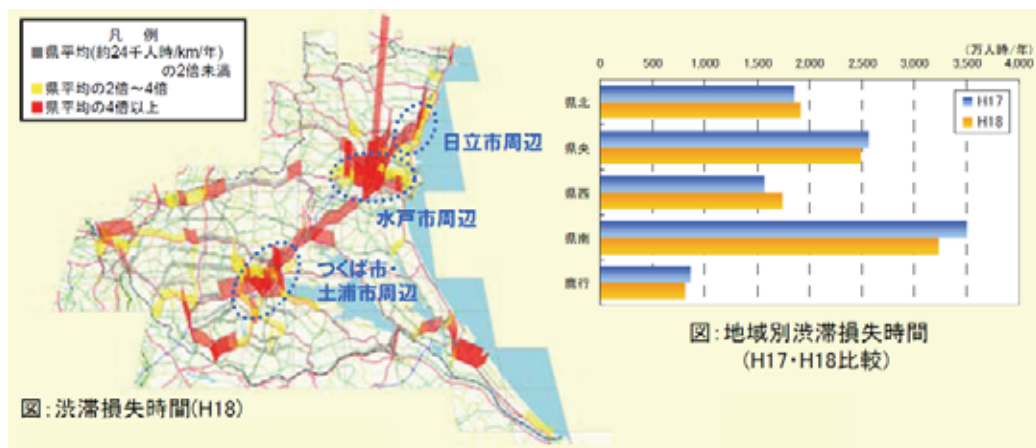 凡 例
県平均(約24千人時/km/年)
の2倍未満
県平均の2倍~4倍
県平均の4倍以上
日立市周辺
水戸市周辺
つくば市・
土浦市周辺
図:渋滞損失時間(H18)
(万人時/年)
0 500 1,000 1,500 2,000 2,500 3,000 3,500 4,000
県北
県央
県西
県南
鹿行
H17
H18
図:地域別渋滞損失時間
(H17・H18比較)